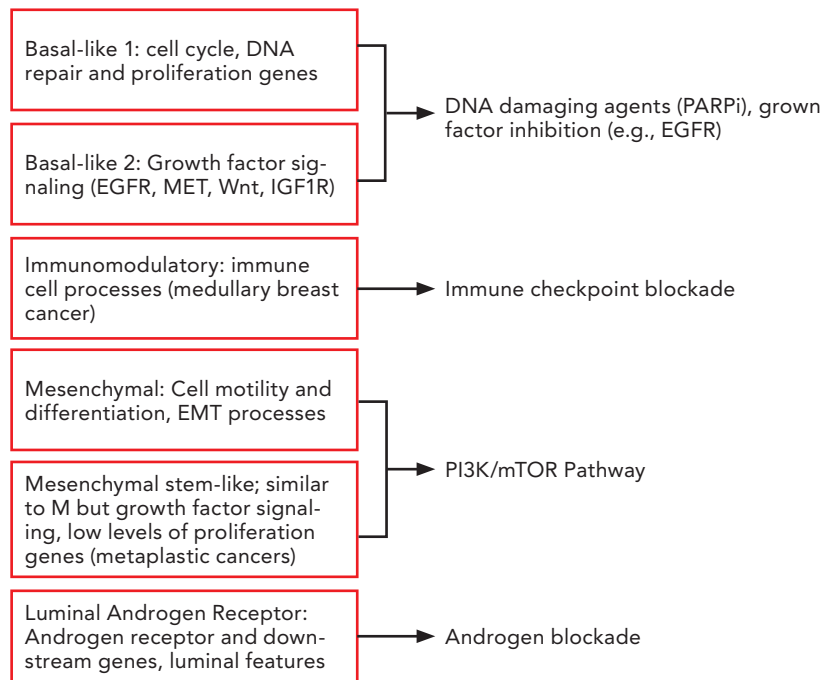 Basal-like 1: cell cycle, DNA
repair and proliferation genes
DNA damaging agents (PARPi), grown
factor inhibition (e.g., EGFR)
Basal-like 2: Growth factor sig-
naling (EGFR, MET, Wnt, IGF1R)
Immunomodulatory: immune
cell processes (medullary breast
cancer)
Immune checkpoint blockade
Mesenchymal: Cell motility and
differentiation, EMT processes
PI3K/mTOR Pathway
Mesenchymal stem-like; similar
to M but growth factor signal-
ing, low levels of proliferation
genes (metaplastic cancers)
Luminal Androgen Receptor:
Androgen receptor and down-
stream genes, luminal features
Androgen blockade